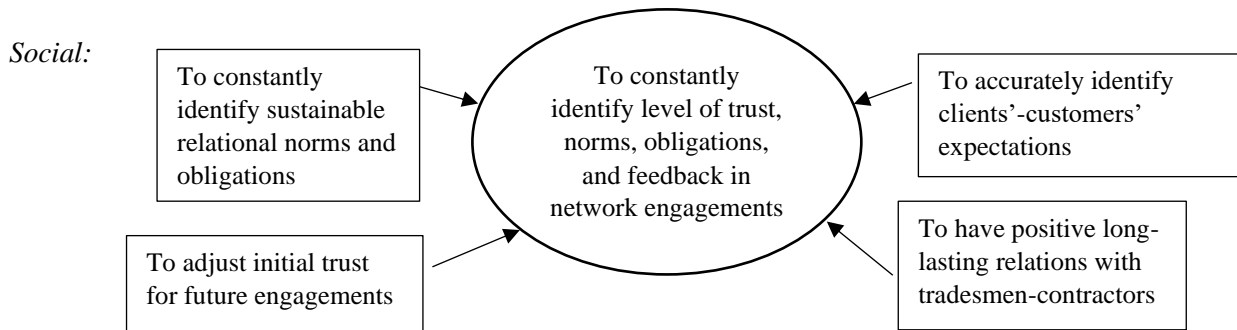 Social:
To constantly
identify sustainable
relational norms and
obligations
To constantly
identify level of trust,
norms, obligations,
and feedback in
network engagements
To accurately identify
clients’-customers’
expectations
To adjust initial trust
for future engagements
To have positive long-
lasting relations with
tradesmen-contractors